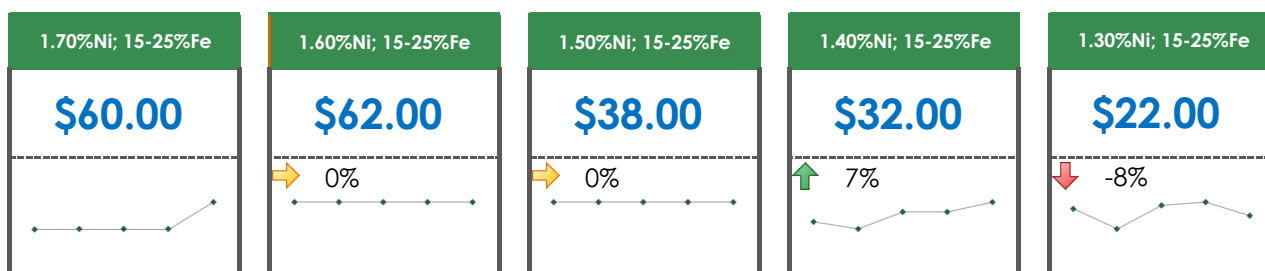 1.70%Ni; 15-25%Fe
$60.00
1.60%Ni; 15-25%Fe
$62.00
0%
1.50%Ni; 15-25%Fe
$38.00
0%
1.40%Ni; 15-25%Fe
$32.00
7%
1.30%Ni; 15-25%Fe
$22.00
-8%